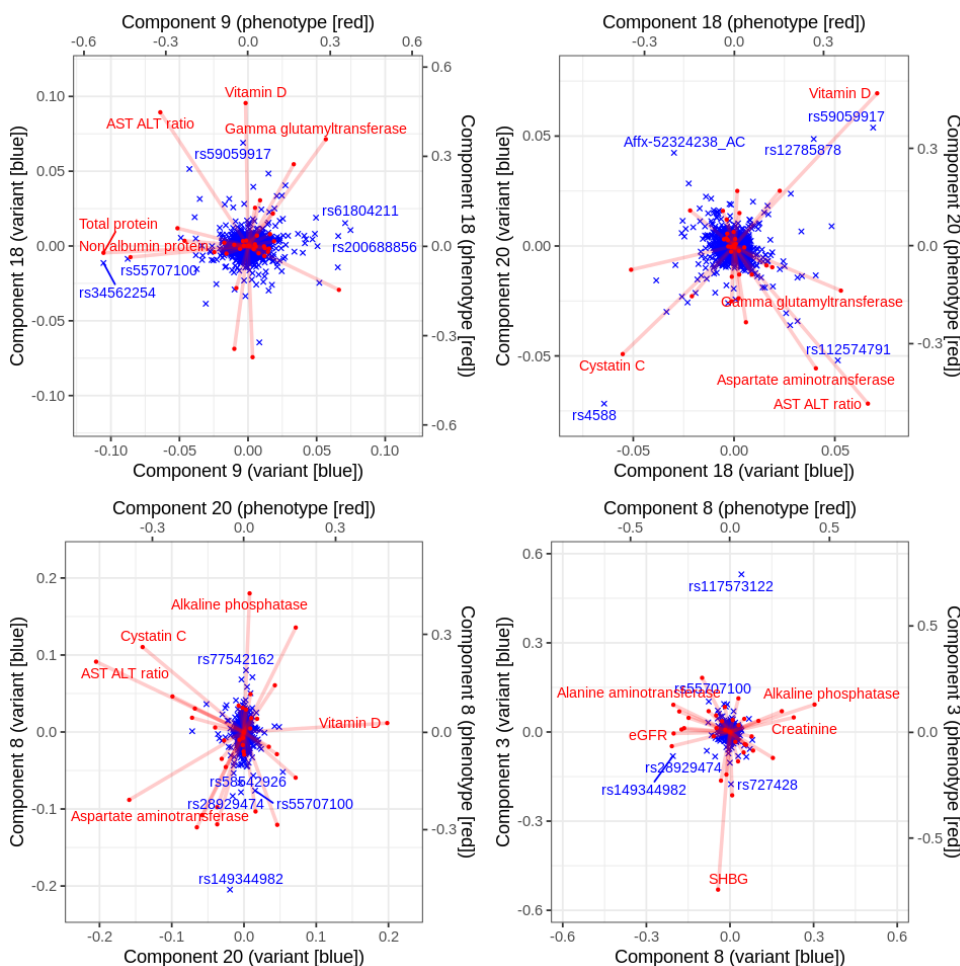 Component 9 (phenotype [red])
-0.6 -0.3 0.0 0.3 0.6
Component 18 (variant [blue])
0.10
0.05
0.00
-0.05
-0.10
Vitamin D
AST ALT ratio
Gamma glutamyltransferase
rs59059917
rs61804211
Total protein
Non albumin protein
rs200688856
rs55707100
rs34562254
0.6
0.3
0.0
-0.3
-0.6
Component 18 (phenotype [red])
-0.10 -0.05 0.00 0.05 0.10
Component 9 (variant [blue])
Component 18 (phenotype [red])
-0.3 0.0 0.3
Component 20 (variant [blue])
0.05
0.00
-0.05
Vitamin D
rs59059917
Affx-52324238_AC
rs12785878
Gamma glutamyltransferase
rs112574791
Cystatin C
Aspartate aminotransferase
AST ALT ratio
rs4588
0.3
0.0
-0.3
Component 20 (phenotype [red])
-0.05 0.00 0.05
Component 18 (variant [blue])
Component 20 (phenotype [red])
-0.3 0.0 0.3
Component 8 (variant [blue])
0.2
0.1
0.0
-0.1
-0.2
Alkaline phosphatase
Cystatin C
rs77542162
AST ALT ratio
Vitamin D
rs28929474
rs55707100
Aspartate aminotransferase
rs149344982
0.3
0.0
-0.3
Component 8 (phenotype [red])
-0.2 -0.1 0.0 0.1 0.2
Component 20 (variant [blue])
Component 8 (phenotype [red])
-0.5 0.0 0.5
Component 3 (variant [blue])
0.6
0.3
0.0
-0.3
-0.6
rs117573122
rs55707100
Alanine aminotransferase
Alkaline phosphatase
Creatinine
eGFR
rs28929474
rs149344982
rs727428
SHBG
0.5
0.0
-0.5
Component 3 (phenotype [red])
-0.6 -0.3 0.0 0.3 0.6
Component 8 (variant [blue])